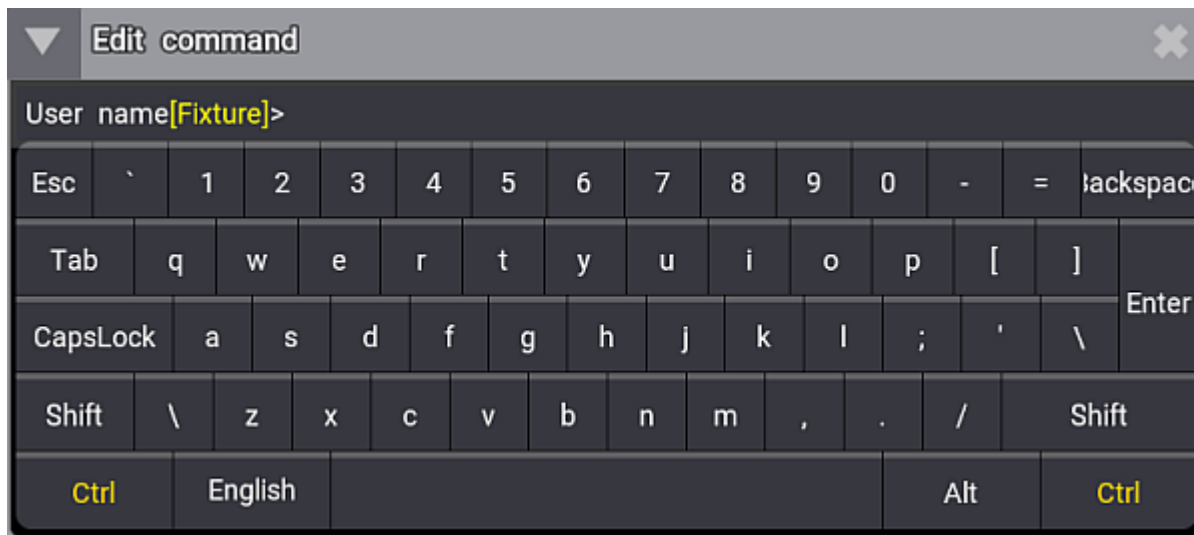 Edit command
User name[Fixture]>
Esc ` 1 2 3 4 5 6 7 8 9 0 - = Backspac
Tab q w e r t y u i o p [ ]
Enter
CapsLock a s d f g h j k l ; ' \
Shift \ z x c v b n m , . / Shift
Ctrl English Alt Ctrl